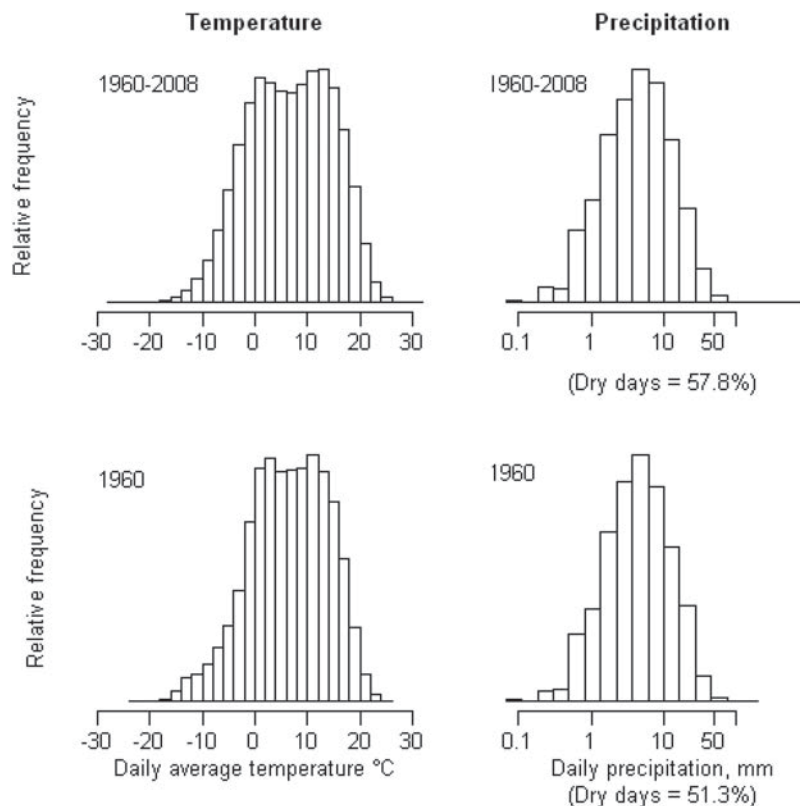 Temperature
Precipitation
1960-2008
I960-2008
Relative frequency
-30 -20 -10 0 10 20 30
0.1 1 10 50
(Dry days = 57.8%)
1960
1960
Relative frequency
-30 -20 -10 0 10 20 30
0.1 1 10 50
Daily average temperature °C
Daily precipitation, mm
(Dry days = 51.3%)